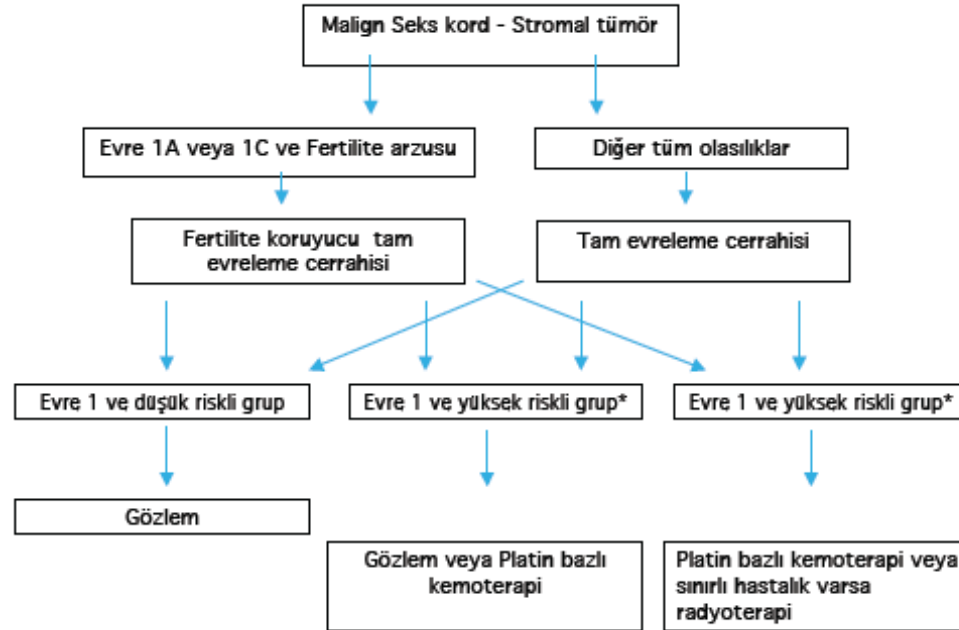 Malign Seks kord - Stromal tümör
Evre 1A veya 1C ve Fertilite arzusu
Diğer tüm olasılıklar
Fertilite koruyucu tam
evreleme cerrahisi
Tam evreleme cerrahisi
Evre 1 ve düşük riskli grup
Evre 1 ve yüksek riskli grup*
Evre 1 ve yüksek riskli grup*
Gözlem
Gözlem veya Platin bazlı
kemoterapi
Platin bazlı kemoterapi veya
sınırlı hastalık varsa
radyoterapi